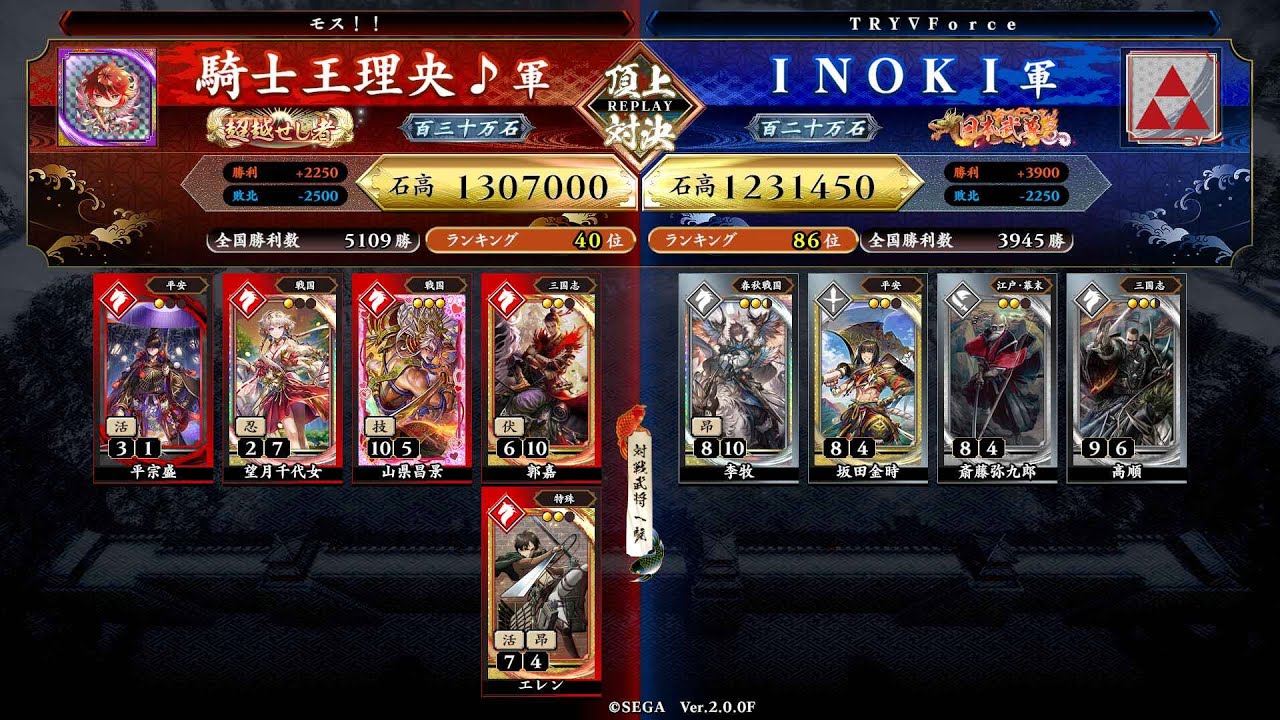 モス！！
TRY∇Force
騎士王理央♪軍
頂上
REPLAY
対決
INOKI軍
超越せし者
百三十万石
百二十万石
日本武尊
勝利 +2250
敗北 -2500
石高 1307000
石高 1231450
勝利 +3900
敗北 -2250
全国勝利数 5109勝
ランキング 40位
ランキング 86位
全国勝利数 3945勝
平安
戦国
戦国
三国志
春秋戦国
平安
江戸・幕末
三国志
活
忍
技
伏
昂
3 1
2 7
10 5
6 10
8 10
8 4
8 4
9 6
平宗盛
望月千代女
山県昌景
郭嘉
李牧
坂田金時
斎藤弥九郎
高順
対戦武将一覧
特殊
活 昂
7 4
エレン
©SEGA Ver.2.0.0F